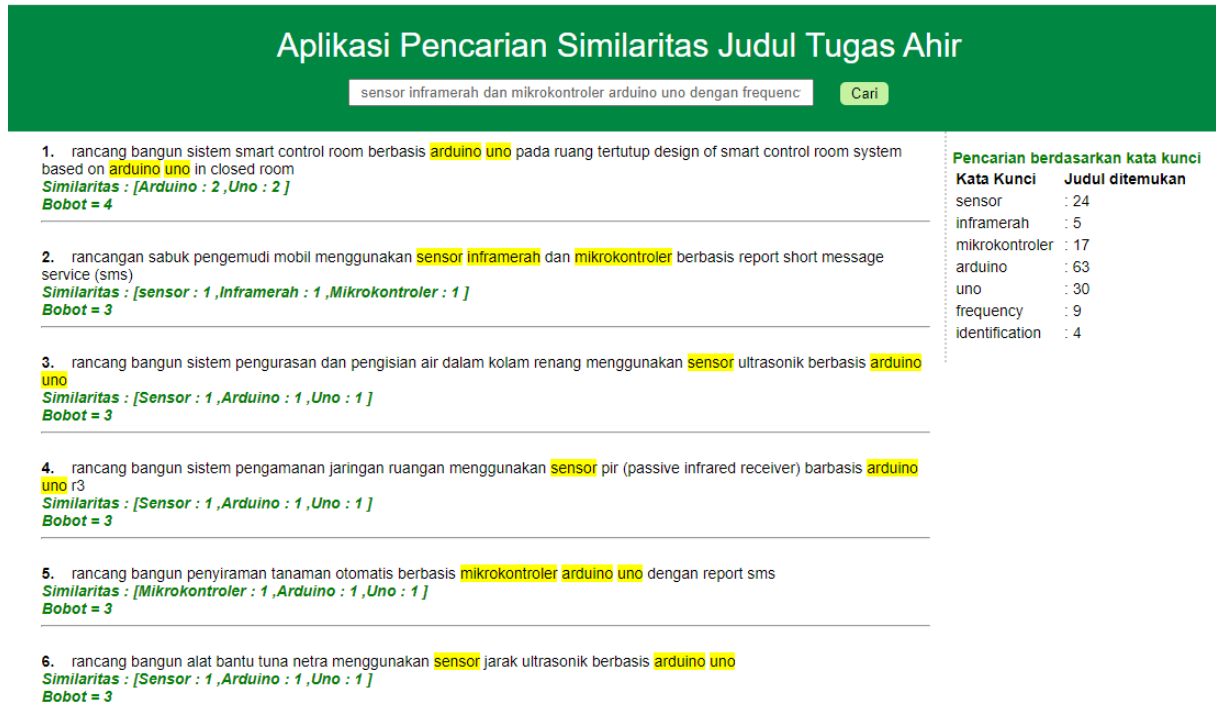 Aplikasi Pencarian Similaritas Judul Tugas Ahir
sensor inframerah dan mikrokontroler arduino uno dengan frequenc
Cari
1. rancang bangun sistem smart control room berbasis arduino uno pada ruang tertutup design of smart control room system
based on arduino uno in closed room
Similaritas : [Arduino : 2 ,Uno : 2 ]
Bobot = 4
2. rancangan sabuk pengemudi mobil menggunakan sensor inframerah dan mikrokontroler berbasis report short message
service (sms)
Similaritas : [sensor : 1 ,Inframerah : 1 ,Mikrokontroler : 1 ]
Bobot = 3
3. rancang bangun sistem pengurasan dan pengisian air dalam kolam renang menggunakan sensor ultrasonik berbasis arduino
uno
Similaritas : [Sensor : 1 ,Arduino : 1 ,Uno : 1 ]
Bobot = 3
4. rancang bangun sistem pengamanan jaringan ruangan menggunakan sensor pir (passive infrared receiver) barbasis arduino
uno r3
Similaritas : [Sensor : 1 ,Arduino : 1 ,Uno : 1 ]
Bobot = 3
5. rancang bangun penyiraman tanaman otomatis berbasis mikrokontroler arduino uno dengan report sms
Similaritas : [Mikrokontroler : 1 ,Arduino : 1 ,Uno : 1 ]
Bobot = 3
6. rancang bangun alat bantu tuna netra menggunakan sensor jarak ultrasonik berbasis arduino uno
Similaritas : [Sensor : 1 ,Arduino : 1 ,Uno : 1 ]
Bobot = 3
Pencarian berdasarkan kata kunci
Kata Kunci Judul ditemukan
sensor : 24
inframerah : 5
mikrokontroler : 17
arduino : 63
uno : 30
frequency : 9
identification : 4